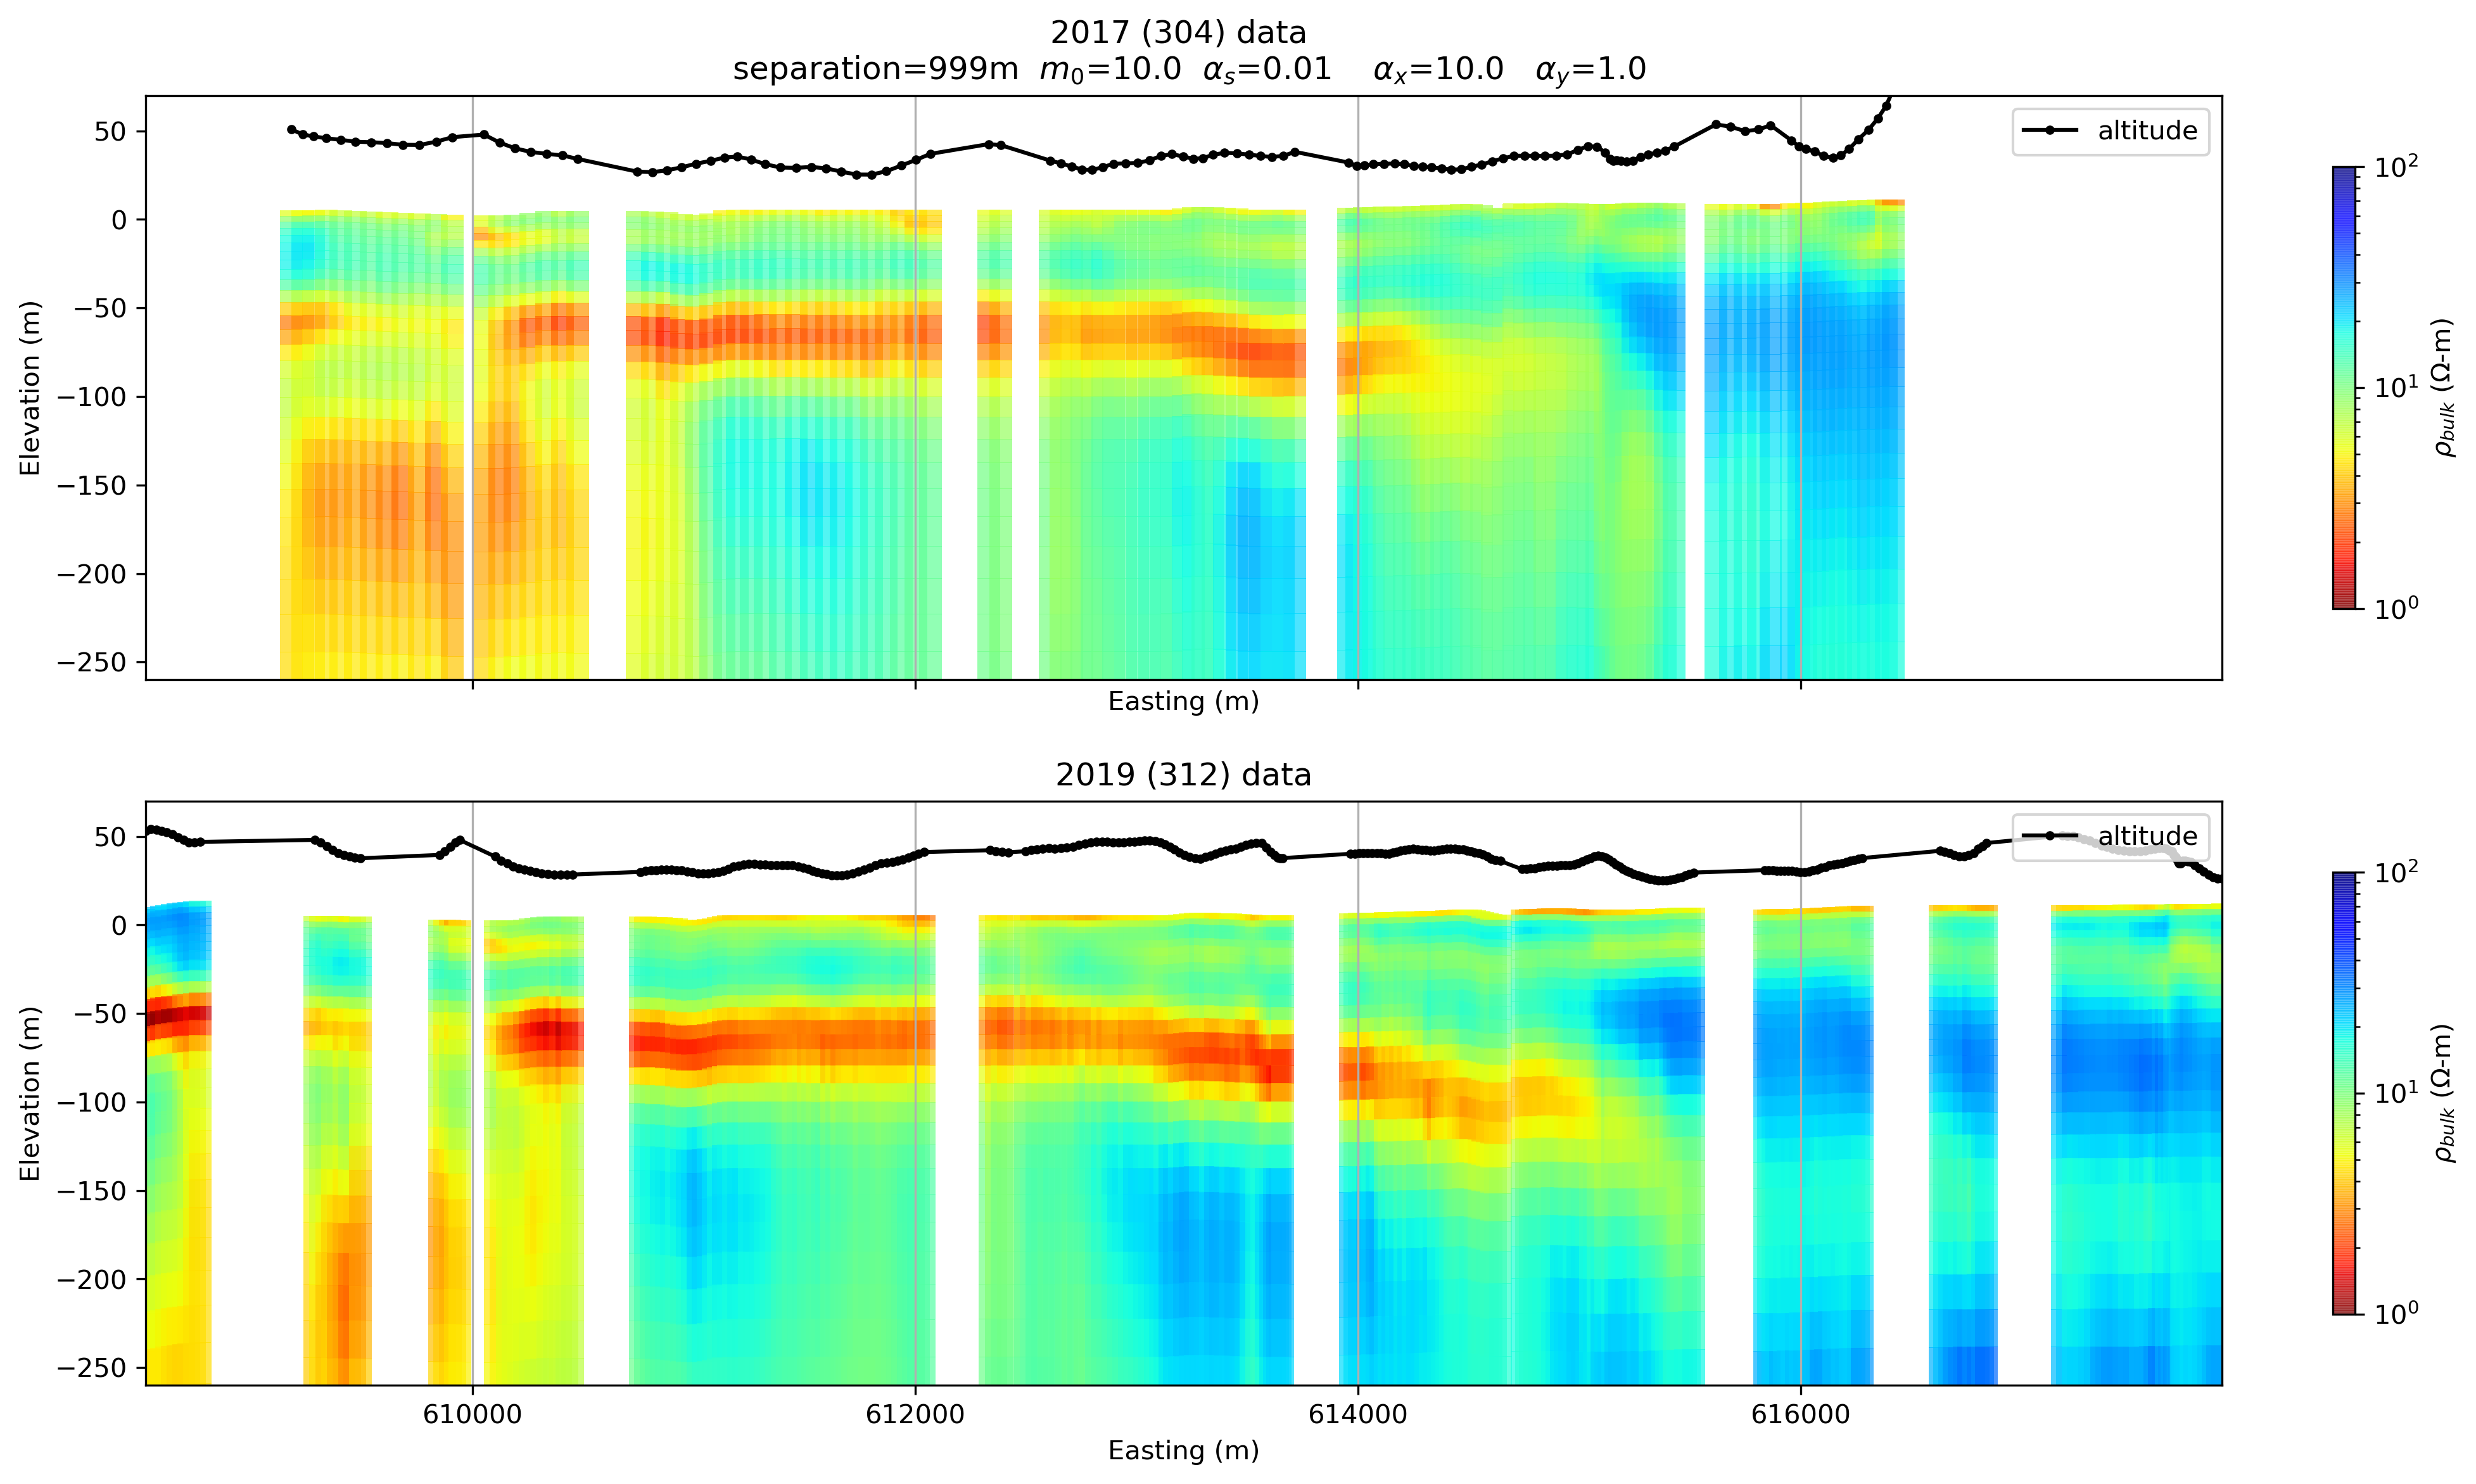 2017 (304) data
separation=999m m₀=10.0 αₛ=0.01 αₓ=10.0 α_y=1.0
altitude
50
0
−50
−100
−150
−200
−250
Elevation (m)
Easting (m)
10²
10¹
10⁰
ρ_bulk (Ω-m)
2019 (312) data
altitude
50
0
−50
−100
−150
−200
−250
Elevation (m)
610000 612000 614000 616000
Easting (m)
10²
10¹
10⁰
ρ_bulk (Ω-m)